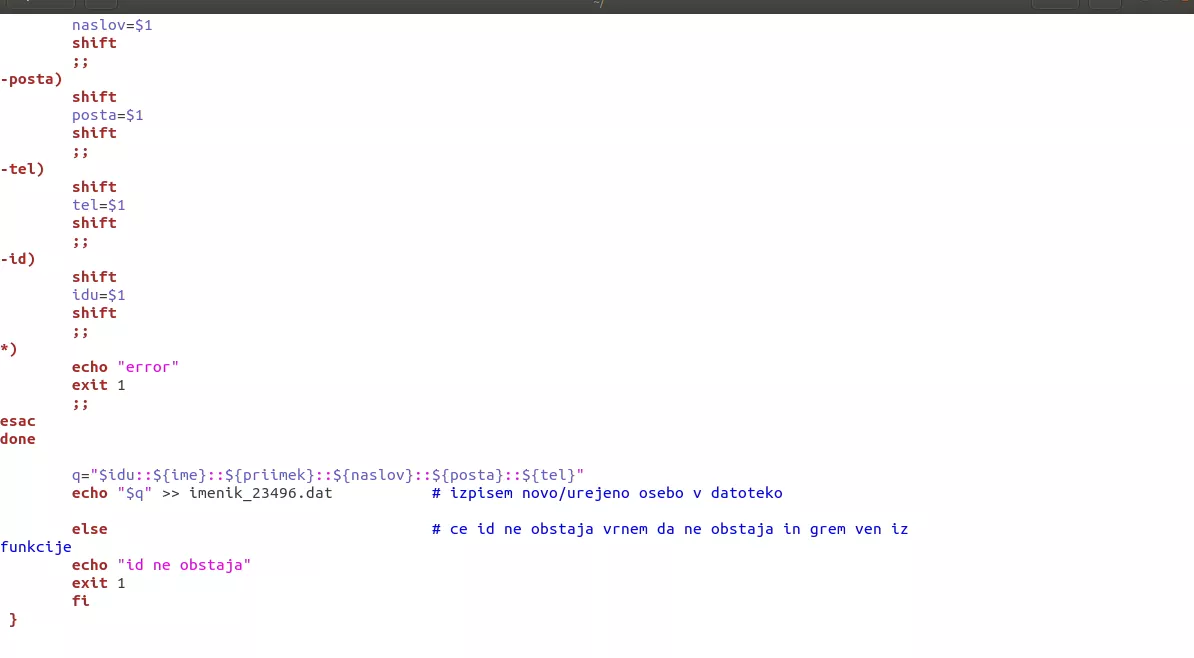 ~/
naslov=$1
shift
;;
-posta)
shift
posta=$1
shift
;;
-tel)
shift
tel=$1
shift
;;
-id)
shift
idu=$1
shift
;;
*)
echo "error"
exit 1
;;
esac
done
q="$idu::${ime}::${priimek}::${naslov}::${posta}::${tel}"
echo "$q" >> imenik_23496.dat # izpisem novo/urejeno osebo v datoteko
else # ce id ne obstaja vrnem da ne obstaja in grem ven iz
funkcije
echo "id ne obstaja"
exit 1
fi
}